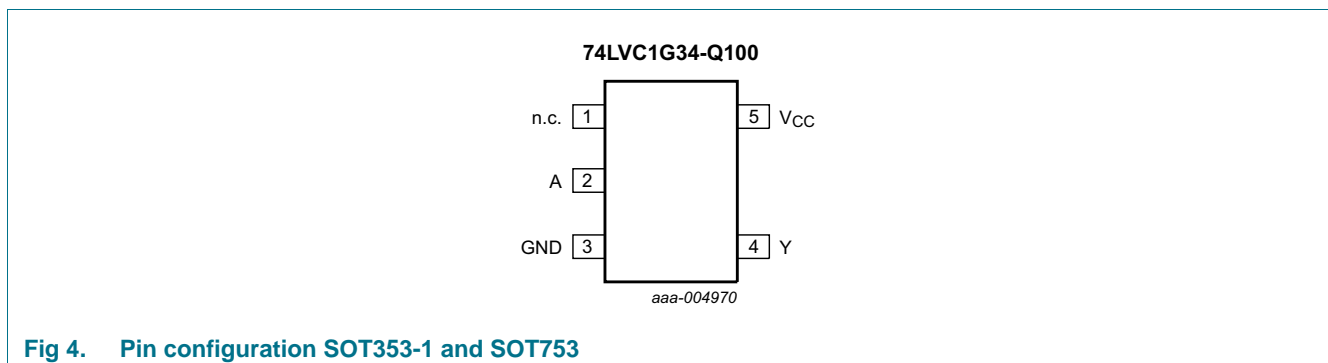 74LVC1G34-Q100
n.c. 1
5 VCC
A 2
GND 3
4 Y
aaa-004970
Fig 4. Pin configuration SOT353-1 and SOT753